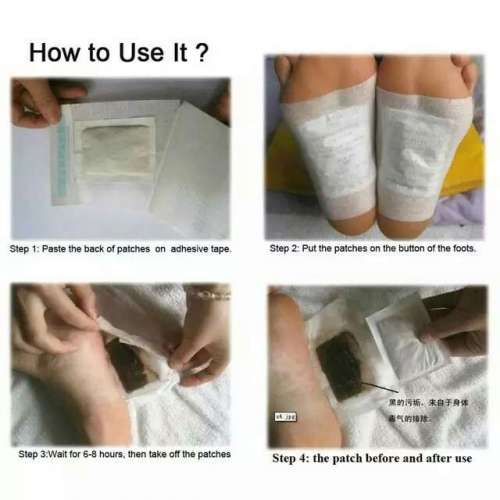 How to Use It ?
Step 1: Paste the back of patches on adhesive tape.
Step 2: Put the patches on the button of the foots.
Step 3:Wait for 6-8 hours, then take off the patches
黑的污垢，来自于身体
毒气的排除.
Step 4: the patch before and after use